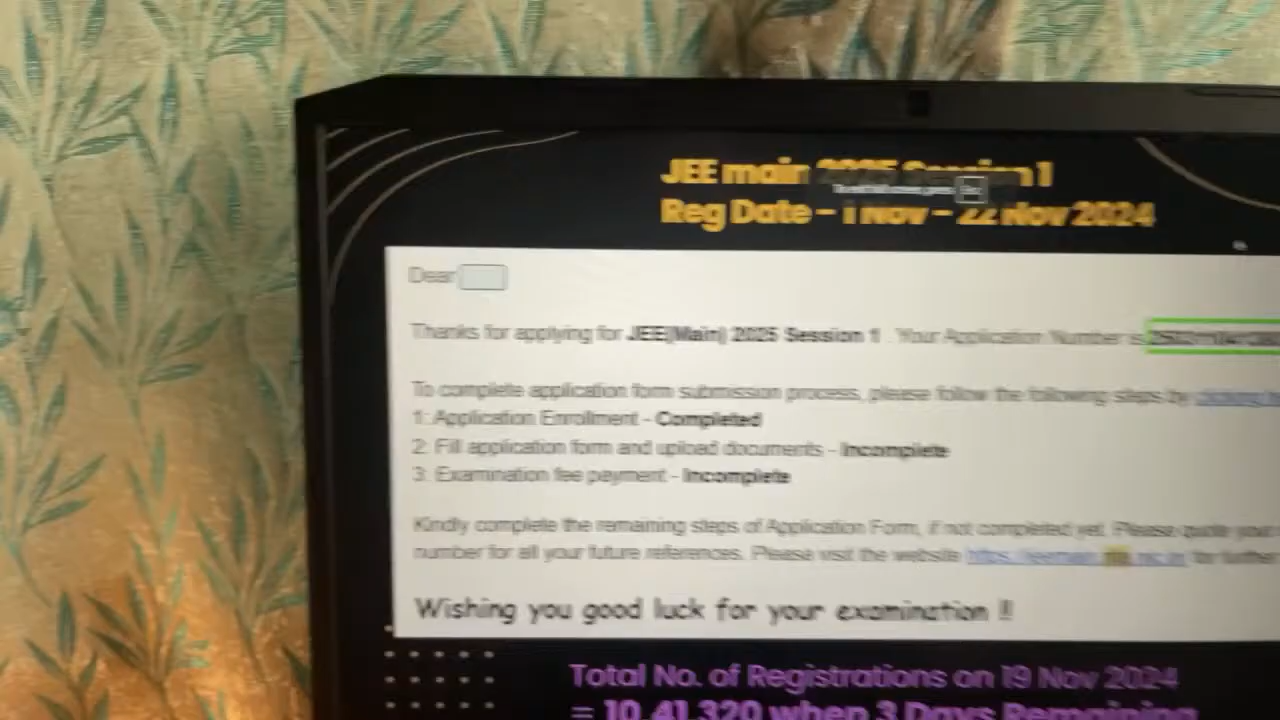 JEE main 2025 Session 1
Reg Date - 1 Nov - 22 Nov 2024
Dear
Thanks for applying for JEE(Main) 2025 Session 1 . Your Application Number is
To complete application form submission process, please follow the following steps by
1: Application Enrollment - Completed
2: Fill application form and upload documents - Incomplete
3: Examination fee payment - Incomplete
Kindly complete the remaining steps of Application Form, if not completed yet. Please quote your
number for all your future references. Please visit the website for further
Wishing you good luck for your examination !!
Total No. of Registrations on 19 Nov 2024
= 10,41,320 when 3 Days Remaining